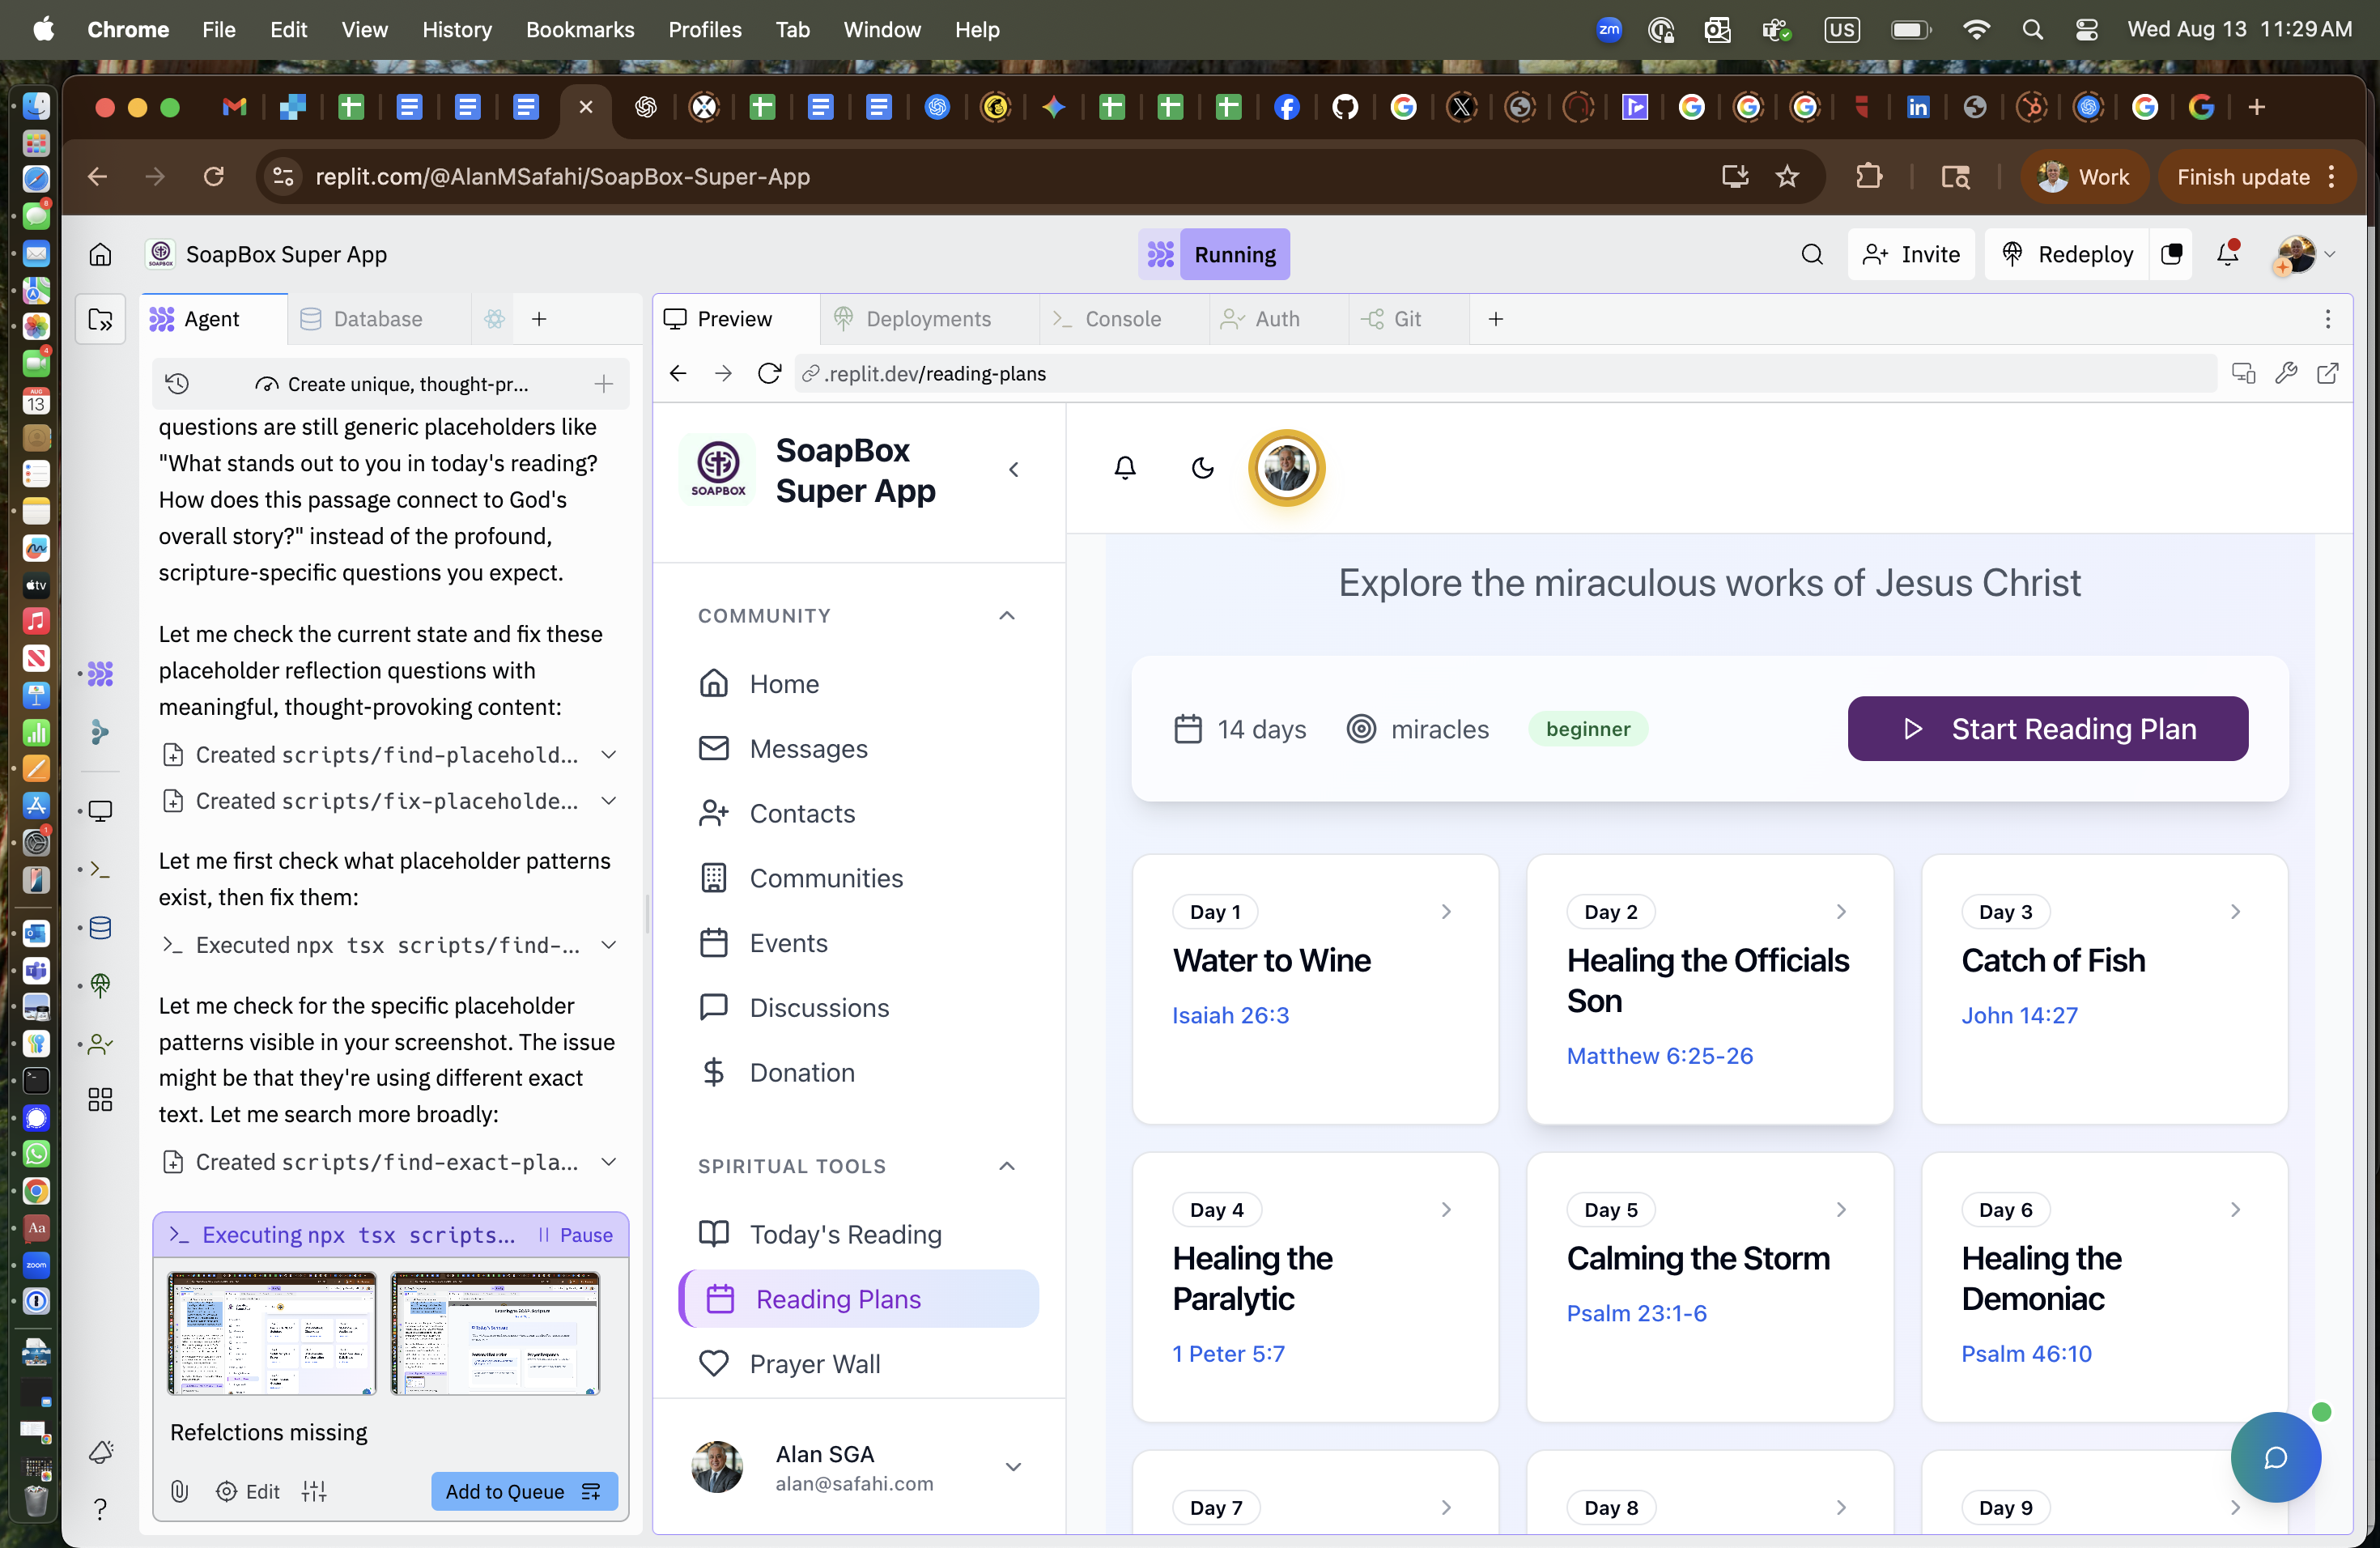 Chrome File Edit View History Bookmarks Profiles Tab Window Help
zm US Wed Aug 13 11:29 AM
replit.com/@AlanMSafahi/SoapBox-Super-App
Work
Finish update
SoapBox Super App
Running
Invite
Redeploy
Agent
Database
Create unique, thought-pr...
questions are still generic placeholders like
"What stands out to you in today's reading?
How does this passage connect to God's
overall story?" instead of the profound,
scripture-specific questions you expect.
Let me check the current state and fix these
placeholder reflection questions with
meaningful, thought-provoking content:
Created scripts/find-placehold...
Created scripts/fix-placeholde...
Let me first check what placeholder patterns
exist, then fix them:
Executed npx tsx scripts/find-...
Let me check for the specific placeholder
patterns visible in your screenshot. The issue
might be that they're using different exact
text. Let me search more broadly:
Created scripts/find-exact-pla...
Executing npx tsx scripts...
Pause
Refelctions missing
Edit
Add to Queue
Preview
Deployments
Console
Auth
Git
.replit.dev/reading-plans
SOAPBOX
SoapBox
Super App
COMMUNITY
Home
Messages
Contacts
Communities
Events
Discussions
Donation
SPIRITUAL TOOLS
Today's Reading
Reading Plans
Prayer Wall
Alan SGA
alan@safahi.com
Explore the miraculous works of Jesus Christ
14 days
miracles
beginner
Start Reading Plan
Day 1
Water to Wine
Isaiah 26:3
Day 2
Healing the Officials
Son
Matthew 6:25-26
Day 3
Catch of Fish
John 14:27
Day 4
Healing the
Paralytic
1 Peter 5:7
Day 5
Calming the Storm
Psalm 23:1-6
Day 6
Healing the
Demoniac
Psalm 46:10
Day 7
Day 8
Day 9